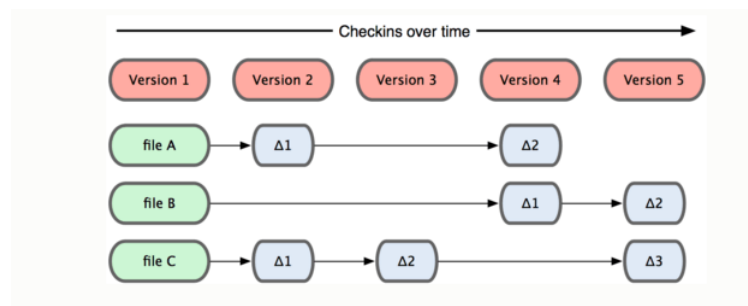 Checkins over time
Version 1 Version 2 Version 3 Version 4 Version 5
file A Δ1 Δ2
file B Δ1 Δ2
file C Δ1 Δ2 Δ3